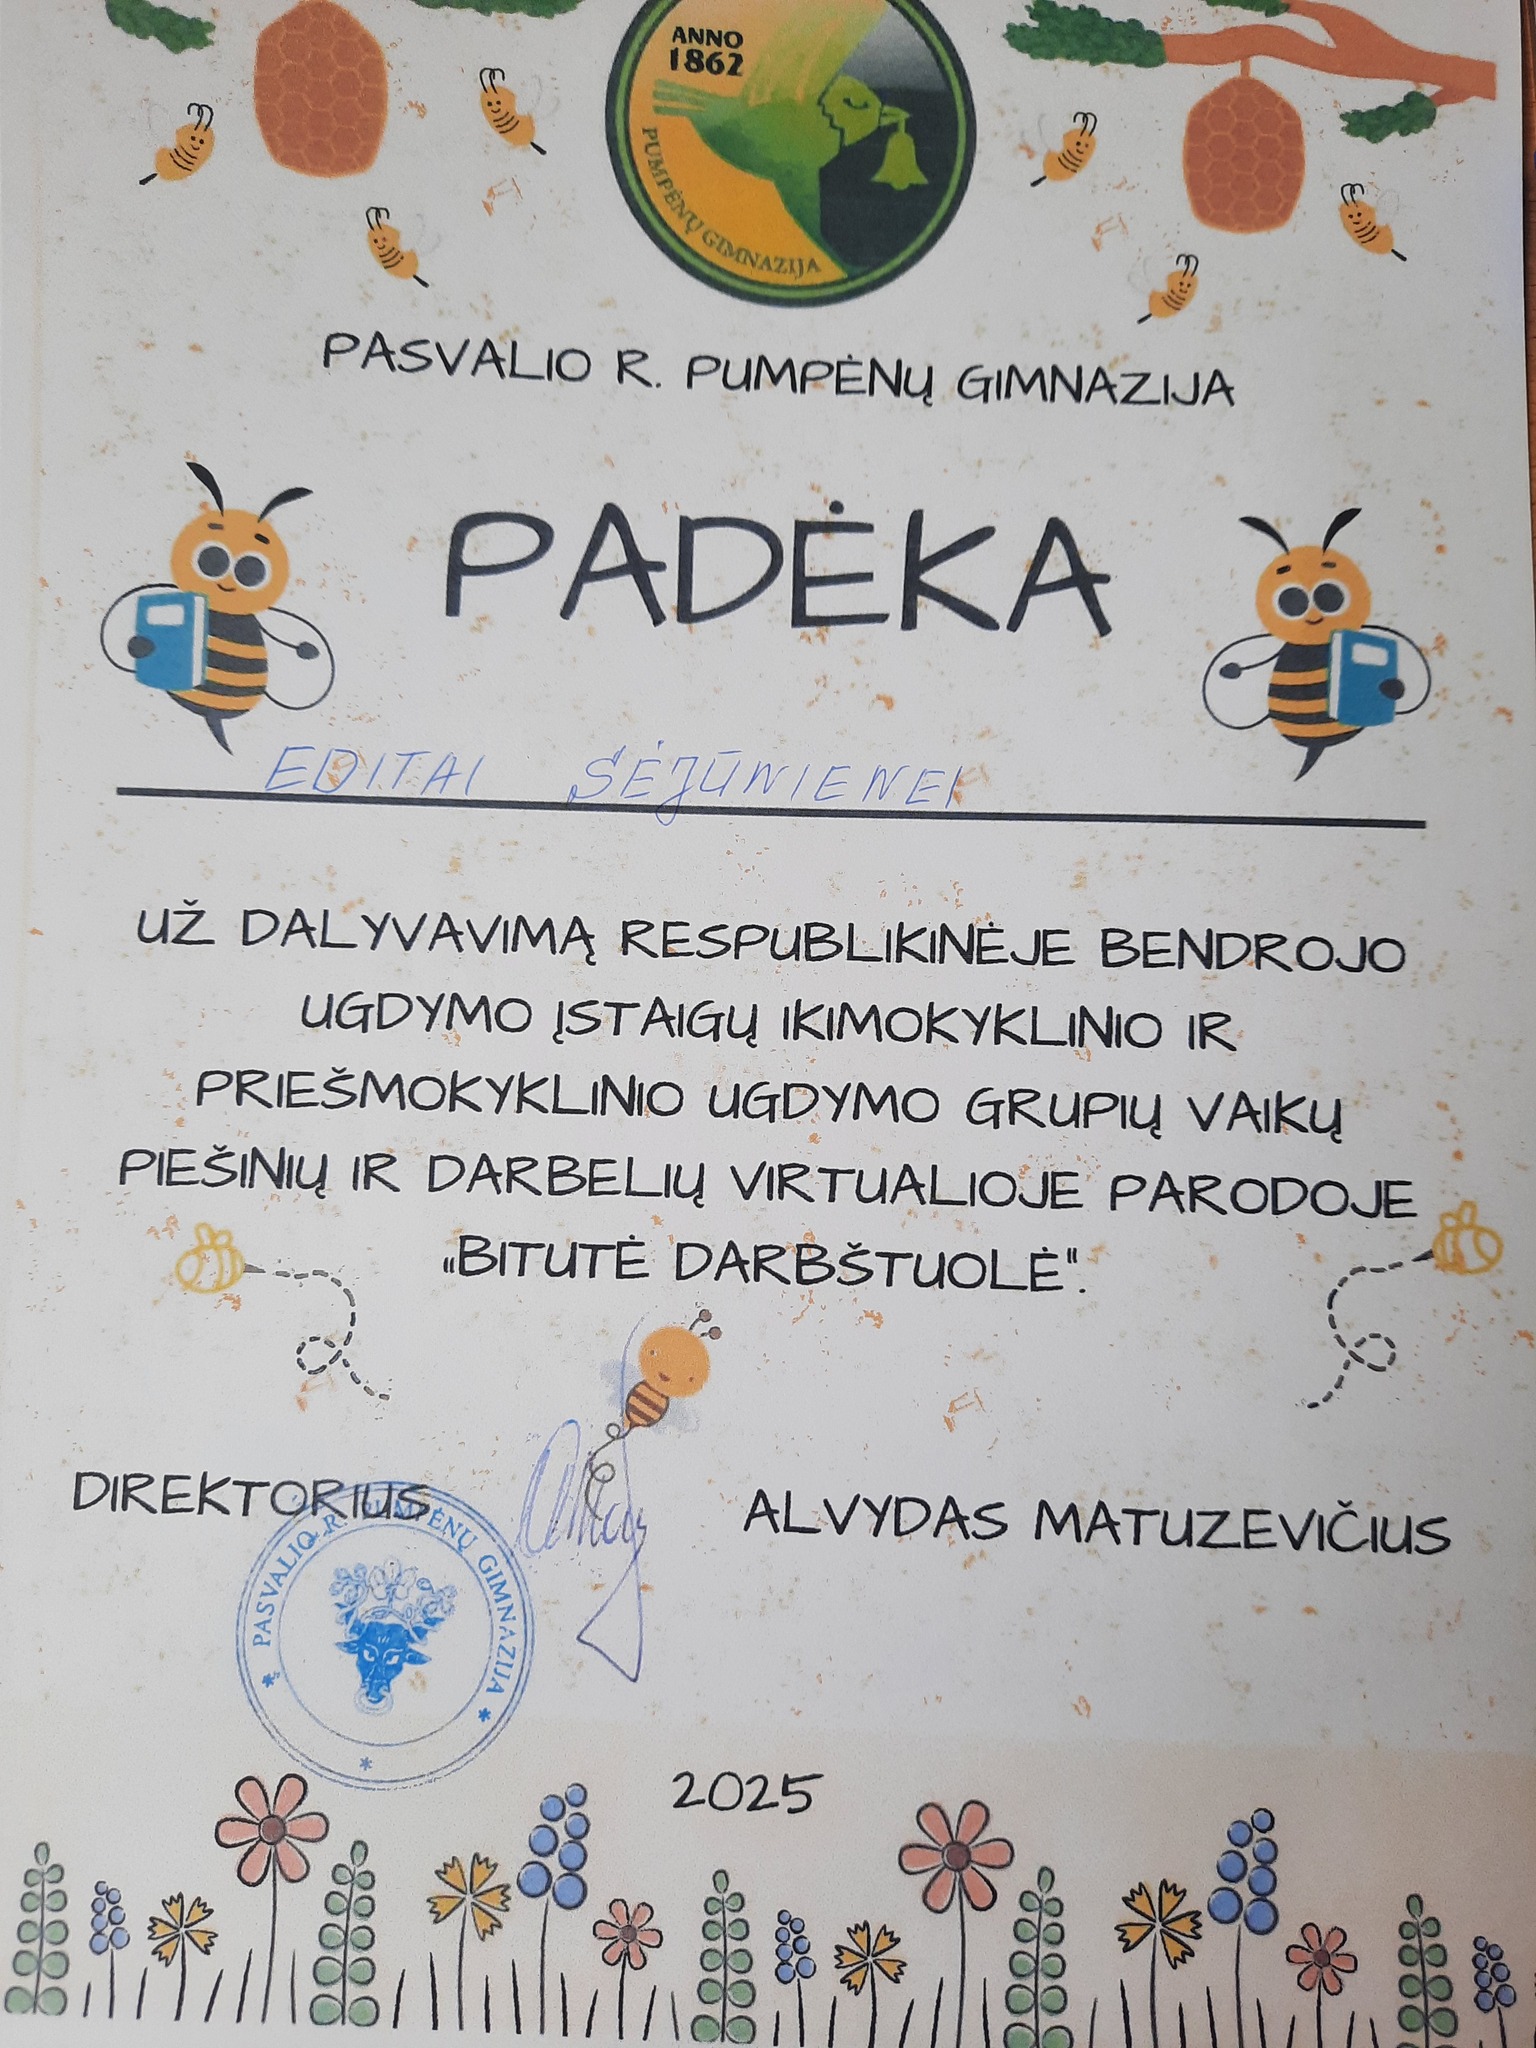 ANNO
1862
PUMPĖNŲ GIMNAZIJA
PASVALIO R. PUMPĖNŲ GIMNAZIJA
PADĖKA
EDITAI SĖJŪNIENEI
UŽ DALYVAVIMĄ RESPUBLIKINĖJE BENDROJO
UGDYMO ĮSTAIGŲ IKIMOKYKLINIO IR
PRIEŠMOKYKLINIO UGDYMO GRUPIŲ VAIKŲ
PIEŠINIŲ IR DARBELIŲ VIRTUALIOJE PARODOJE
„BITUTĖ DARBŠTUOLĖ".
DIREKTORIUS ALVYDAS MATUZEVIČIUS
* PASVALIO R. PUMPĖNŲ GIMNAZIJA * *
2025